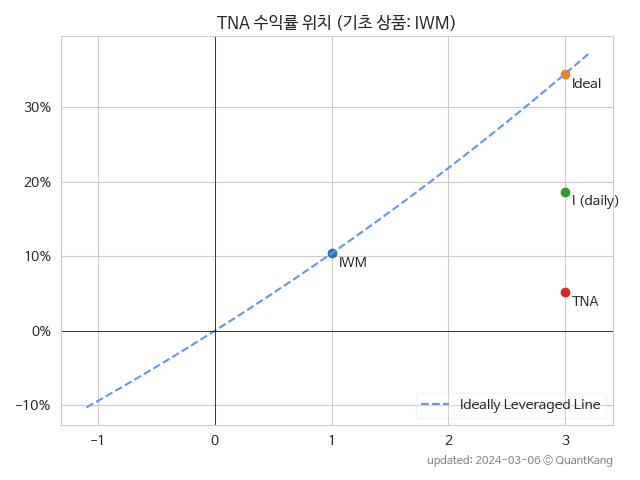 TNA 수익률 위치 (기초 상품: IWM)
30%
20%
10%
0%
−10%
Ideal
I (daily)
IWM
TNA
Ideally Leveraged Line
−1
0
1
2
3
updated: 2024-03-06 © QuantKang